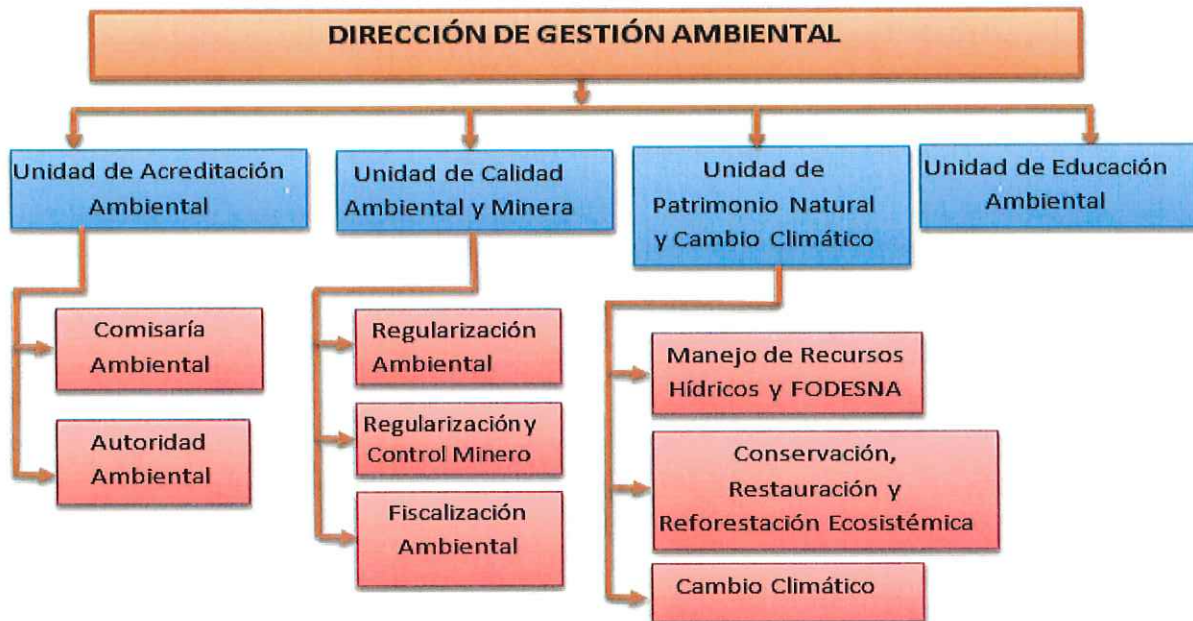 DIRECCIÓN DE GESTIÓN AMBIENTAL
Unidad de Acreditación
Ambiental
Unidad de Calidad
Ambiental y Minera
Unidad de
Patrimonio Natural
y Cambio Climático
Unidad de Educación
Ambiental
Comisaría
Ambiental
Autoridad
Ambiental
Regularización
Ambiental
Regularización y
Control Minero
Fiscalización
Ambiental
Manejo de Recursos
Hídricos y FODESNA
Conservación,
Restauración y
Reforestación Ecosistémica
Cambio Climático